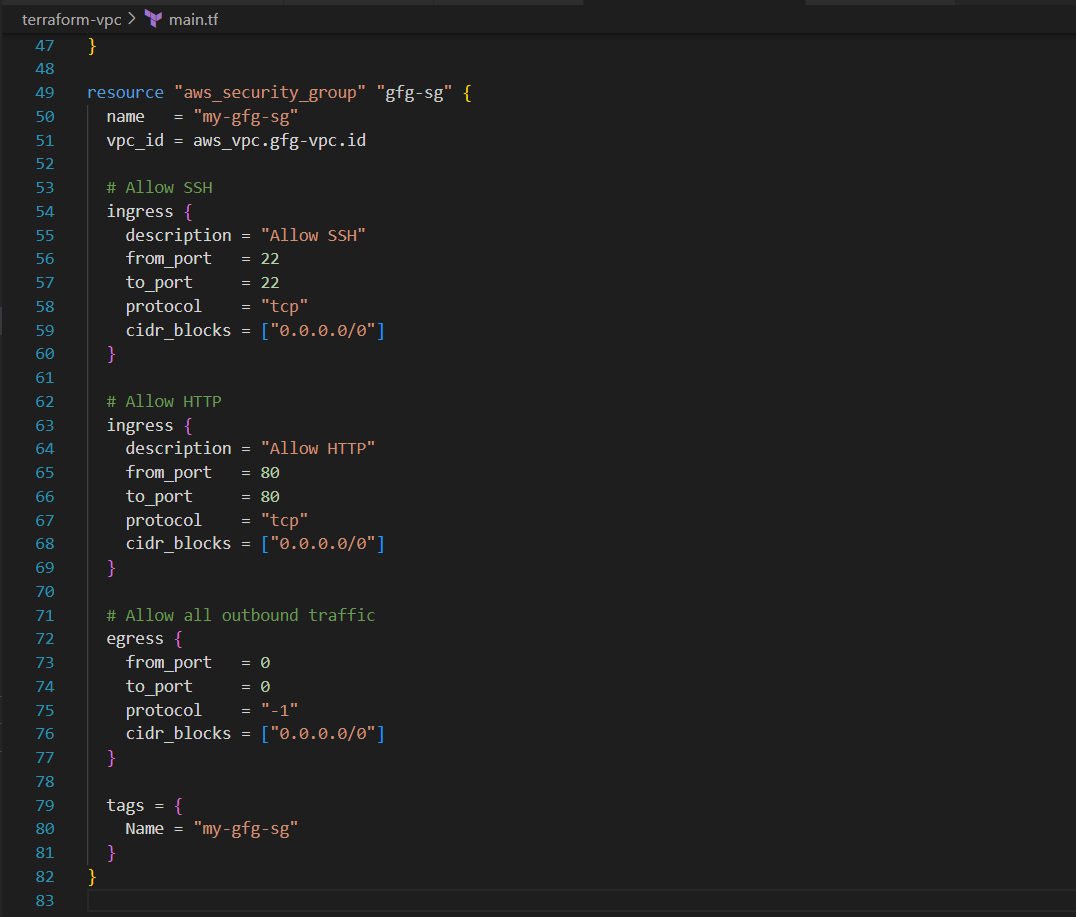 terraform-vpc > main.tf
47 }
48
49 resource "aws_security_group" "gfg-sg" {
50   name   = "my-gfg-sg"
51   vpc_id = aws_vpc.gfg-vpc.id
52
53   # Allow SSH
54   ingress {
55     description = "Allow SSH"
56     from_port   = 22
57     to_port     = 22
58     protocol    = "tcp"
59     cidr_blocks = ["0.0.0.0/0"]
60   }
61
62   # Allow HTTP
63   ingress {
64     description = "Allow HTTP"
65     from_port   = 80
66     to_port     = 80
67     protocol    = "tcp"
68     cidr_blocks = ["0.0.0.0/0"]
69   }
70
71   # Allow all outbound traffic
72   egress {
73     from_port   = 0
74     to_port     = 0
75     protocol    = "-1"
76     cidr_blocks = ["0.0.0.0/0"]
77   }
78
79   tags = {
80     Name = "my-gfg-sg"
81   }
82 }
83